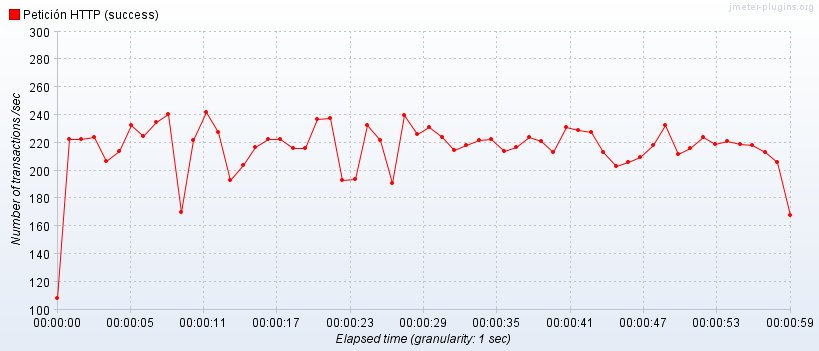 jmeter-plugins.org
Petición HTTP (success)
300
280
260
240
220
200
180
160
140
120
100
Number of transactions /sec
00:00:00 00:00:05 00:00:11 00:00:17 00:00:23 00:00:29 00:00:35 00:00:41 00:00:47 00:00:53 00:00:59
Elapsed time (granularity: 1 sec)